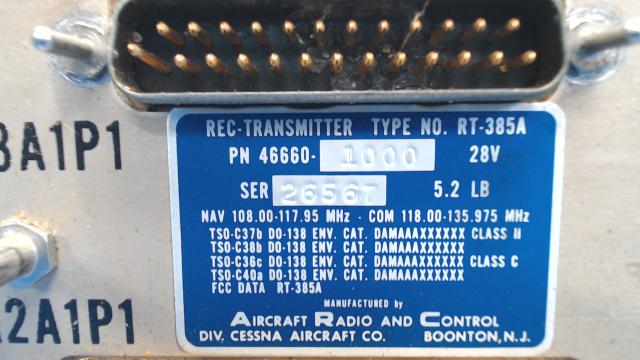 3A1P1
REC-TRANSMITTER TYPE NO. RT-385A
PN 46660- 1000 28V
SER 26567 5.2 LB
NAV 108.00-117.95 MHz - COM 118.00-135.975 MHz
TSO-C37b DO-138 ENV. CAT. DAMAAAXXXXXX CLASS II
TSO-C38b DO-138 ENV. CAT. DAMAAAXXXXXX
TSO-C36c DO-138 ENV. CAT. DAMAAAXXXXXX CLASS C
TSO-C40a DO-138 ENV. CAT. DAMAAAXXXXXX
FCC DATA RT-385A
MANUFACTURED by
AIRCRAFT RADIO AND CONTROL
DIV. CESSNA AIRCRAFT CO. BOONTON, N.J.
A2A1P1